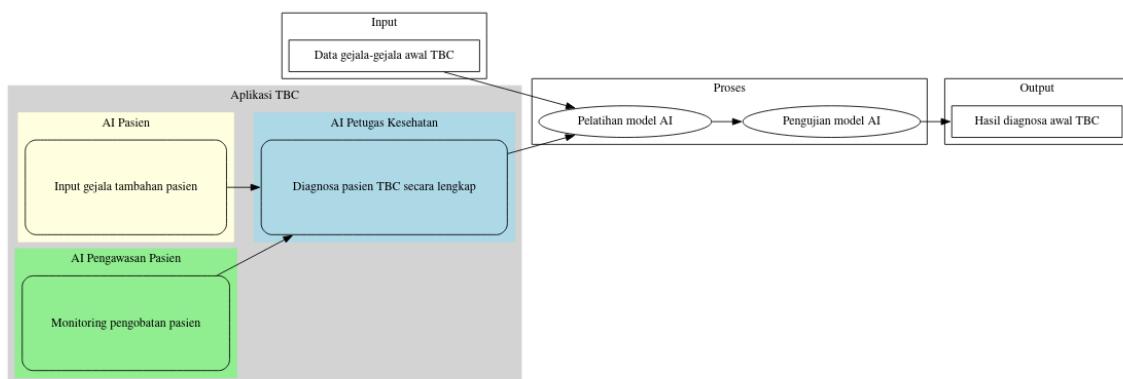 Input
Data gejala-gejala awal TBC
Aplikasi TBC
AI Pasien
Input gejala tambahan pasien
AI Petugas Kesehatan
Diagnosa pasien TBC secara lengkap
AI Pengawasan Pasien
Monitoring pengobatan pasien
Proses
Pelatihan model AI
Pengujian model AI
Output
Hasil diagnosa awal TBC